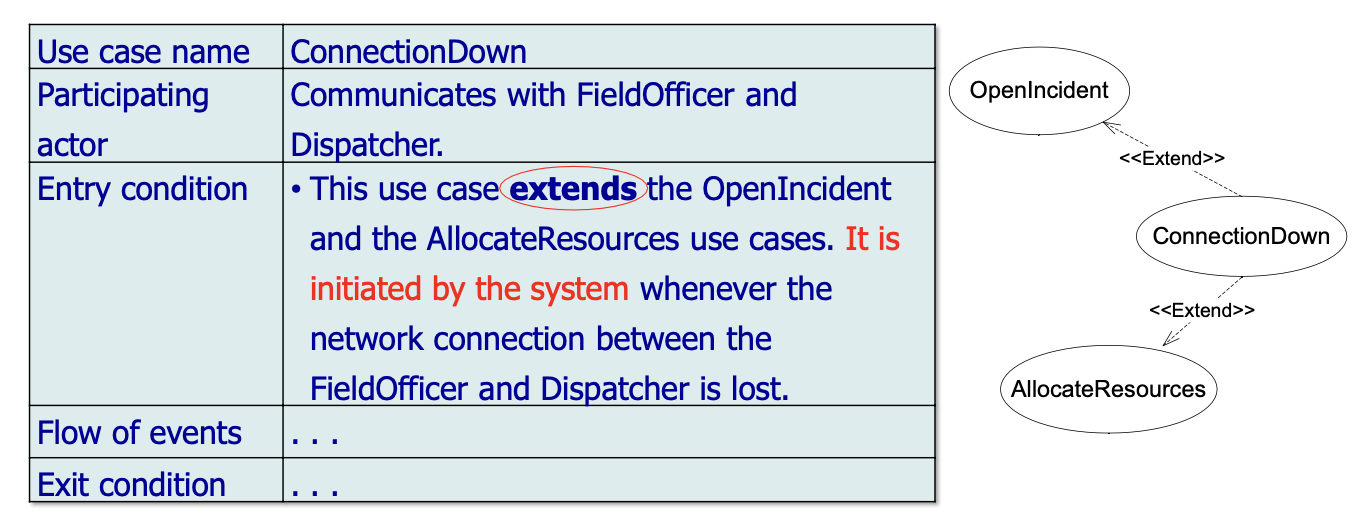 Use case name
ConnectionDown
Participating
actor
Communicates with FieldOfficer and
Dispatcher.
Entry condition
• This use case extends the OpenIncident
and the AllocateResources use cases. It is
initiated by the system whenever the
network connection between the
FieldOfficer and Dispatcher is lost.
Flow of events
. . .
Exit condition
. . .
OpenIncident
<<Extend>>
ConnectionDown
<<Extend>>
AllocateResources